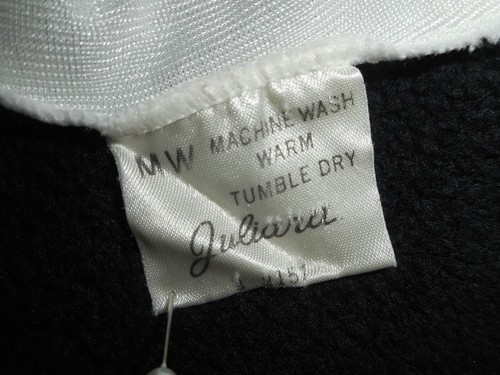 MW MACHINE WASH
WARM
TUMBLE DRY
Juliana